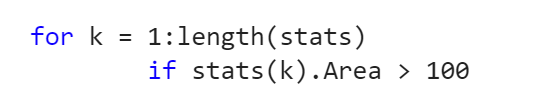 for k = 1:length(stats)
if stats(k).Area > 100